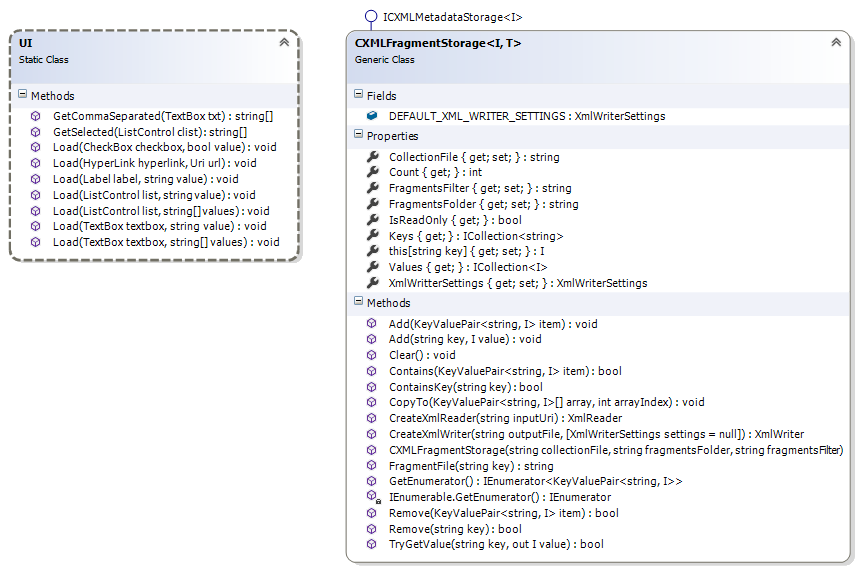 UI
Static Class
Methods
GetCommaSeparated(TextBox txt) : string[]
GetSelected(ListControl clist): string[]
Load(CheckBox checkbox, bool value) : void
Load(HyperLink hyperlink, Uri url) : void
Load(Label label, string value) : void
Load(ListControl list, string value) : void
Load(ListControl list, string[] values) : void
Load(TextBox textbox, string value) : void
Load(TextBox textbox, string[] values) : void
ICXMLMetadataStorage<I>
CXMLFragmentStorage<I, T>
Generic Class
Fields
DEFAULT_XML_WRITER_SETTINGS : XmlWriterSettings
Properties
CollectionFile { get; set; } : string
Count { get; } : int
FragmentsFilter { get; set; } : string
FragmentsFolder { get; set; } : string
IsReadOnly { get; } : bool
Keys { get; } : ICollection<string>
this[string key] { get; set; } : I
Values { get; } : ICollection<I>
XmlWritterSettings { get; set; } : XmlWriterSettings
Methods
Add(KeyValuePair<string, I> item) : void
Add(string key, I value) : void
Clear() : void
Contains(KeyValuePair<string, I> item) : bool
ContainsKey(string key) : bool
CopyTo(KeyValuePair<string, I>[] array, int arrayIndex) : void
CreateXmlReader(string inputUri) : XmlReader
CreateXmlWriter(string outputFile, [XmlWriterSettings settings = null]) : XmlWriter
CXMLFragmentStorage(string collectionFile, string fragmentsFolder, string fragmentsFilter)
FragmentFile(string key) : string
GetEnumerator() : IEnumerator<KeyValuePair<string, I>>
IEnumerable.GetEnumerator() : IEnumerator
Remove(KeyValuePair<string, I> item) : bool
Remove(string key) : bool
TryGetValue(string key, out I value) : bool